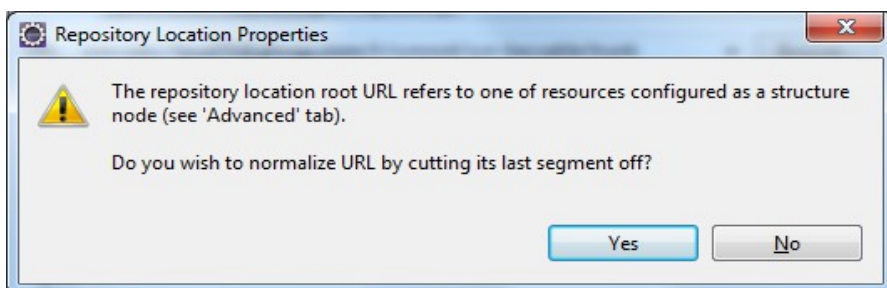 Repository Location Properties
The repository location root URL refers to one of resources configured as a structure
node (see 'Advanced' tab).
Do you wish to normalize URL by cutting its last segment off?
Yes
No